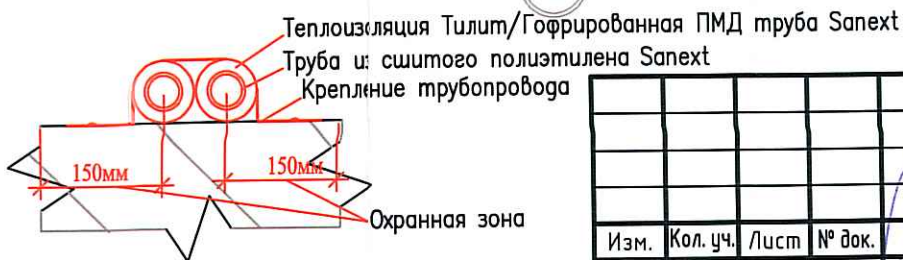 Теплоизоляция Тилит/Гофрированная ПМД труба Sanext
Труба из сшитого полиэтилена Sanext
Крепление трубопровода
150мм 150мм
Охранная зона
Изм. Кол. уч. Лист № док.